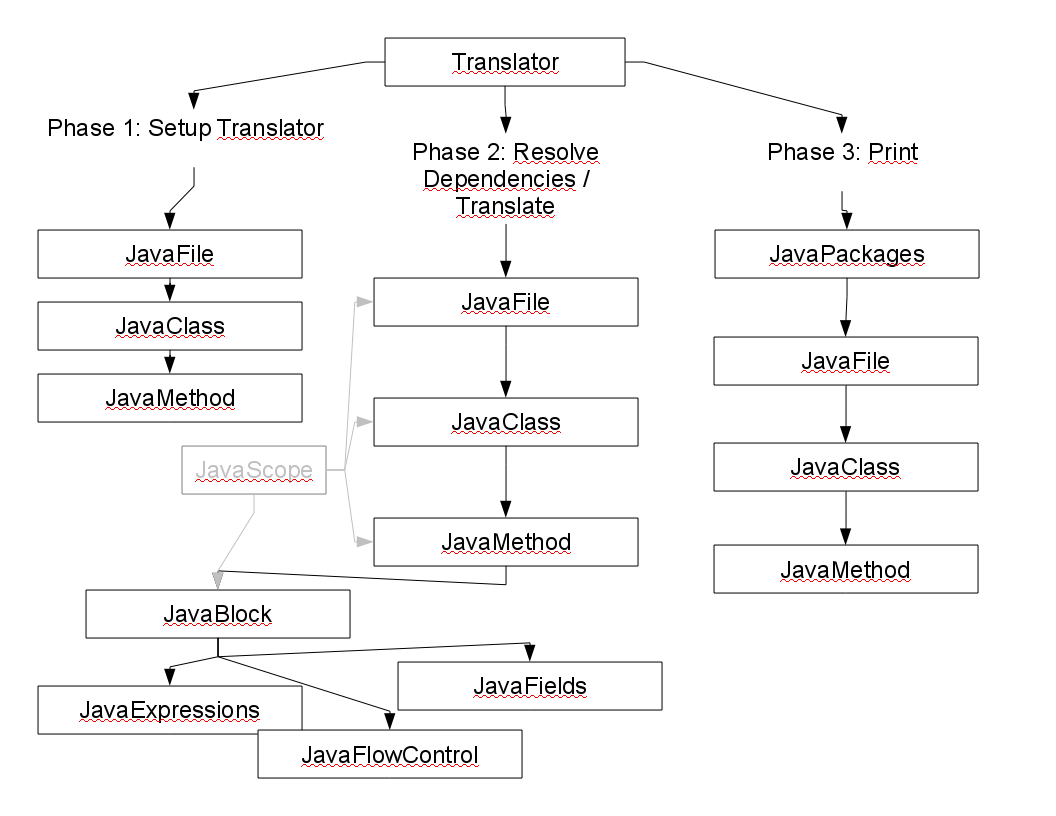 Translator
Phase 1: Setup Translator
JavaFile
JavaClass
JavaMethod
Phase 2: Resolve
Dependencies /
Translate
JavaFile
JavaClass
JavaScope
JavaMethod
JavaBlock
JavaExpressions
JavaFields
JavaFlowControl
Phase 3: Print
JavaPackages
JavaFile
JavaClass
JavaMethod